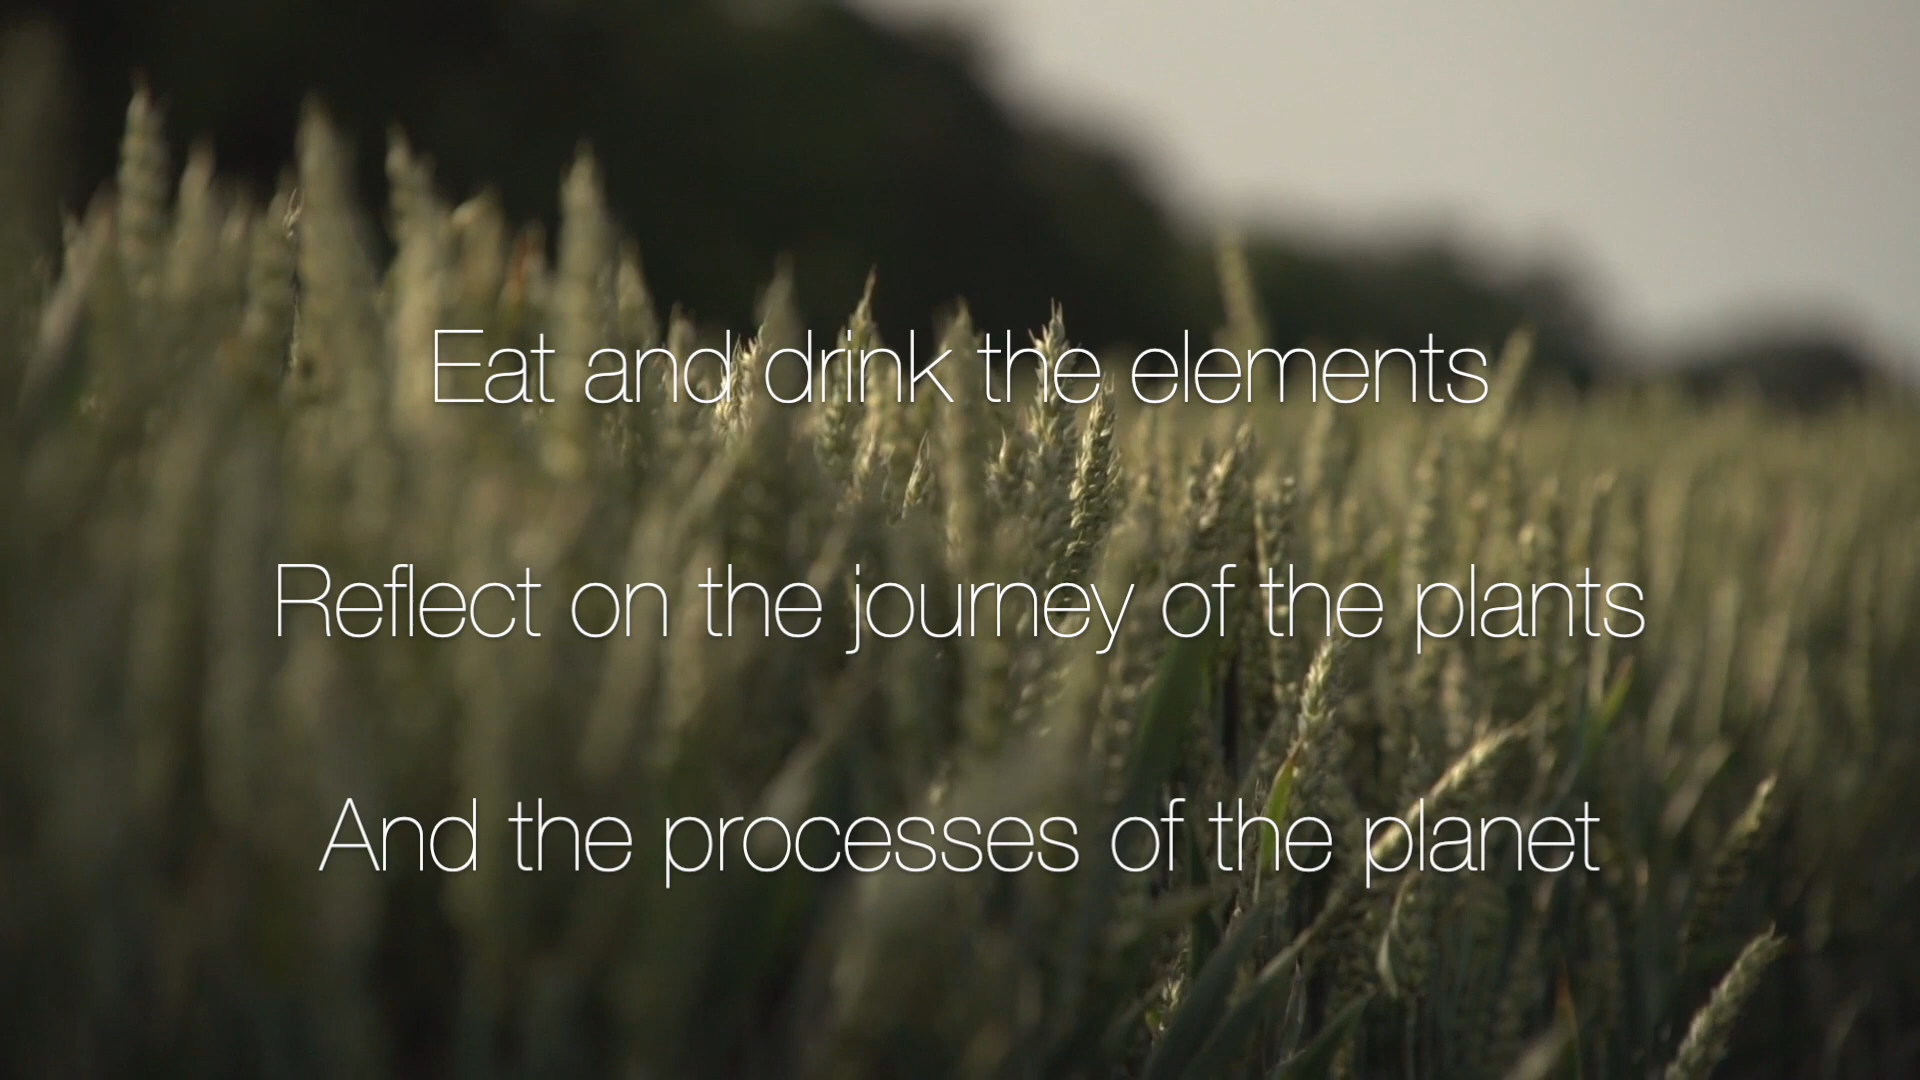 Eat and drink the elements
Reflect on the journey of the plants
And the processes of the planet